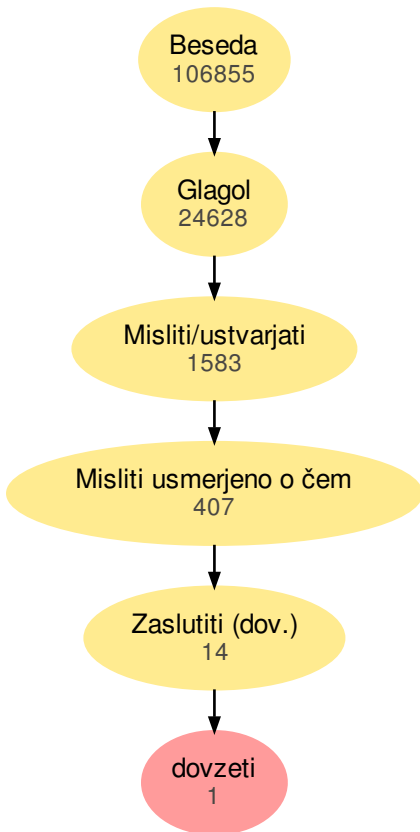 Beseda
106855
Glagol
24628
Misliti/ustvarjati
1583
Misliti usmerjeno o čem
407
Zaslutiti (dov.)
14
dovzeti
1